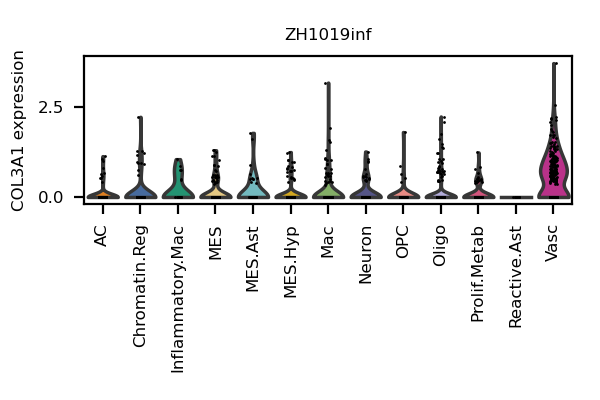 ZH1019inf
COL3A1 expression
2.5
0.0
AC
Chromatin.Reg
Inflammatory.Mac
MES
MES.Ast
MES.Hyp
Mac
Neuron
OPC
Oligo
Prolif.Metab
Reactive.Ast
Vasc